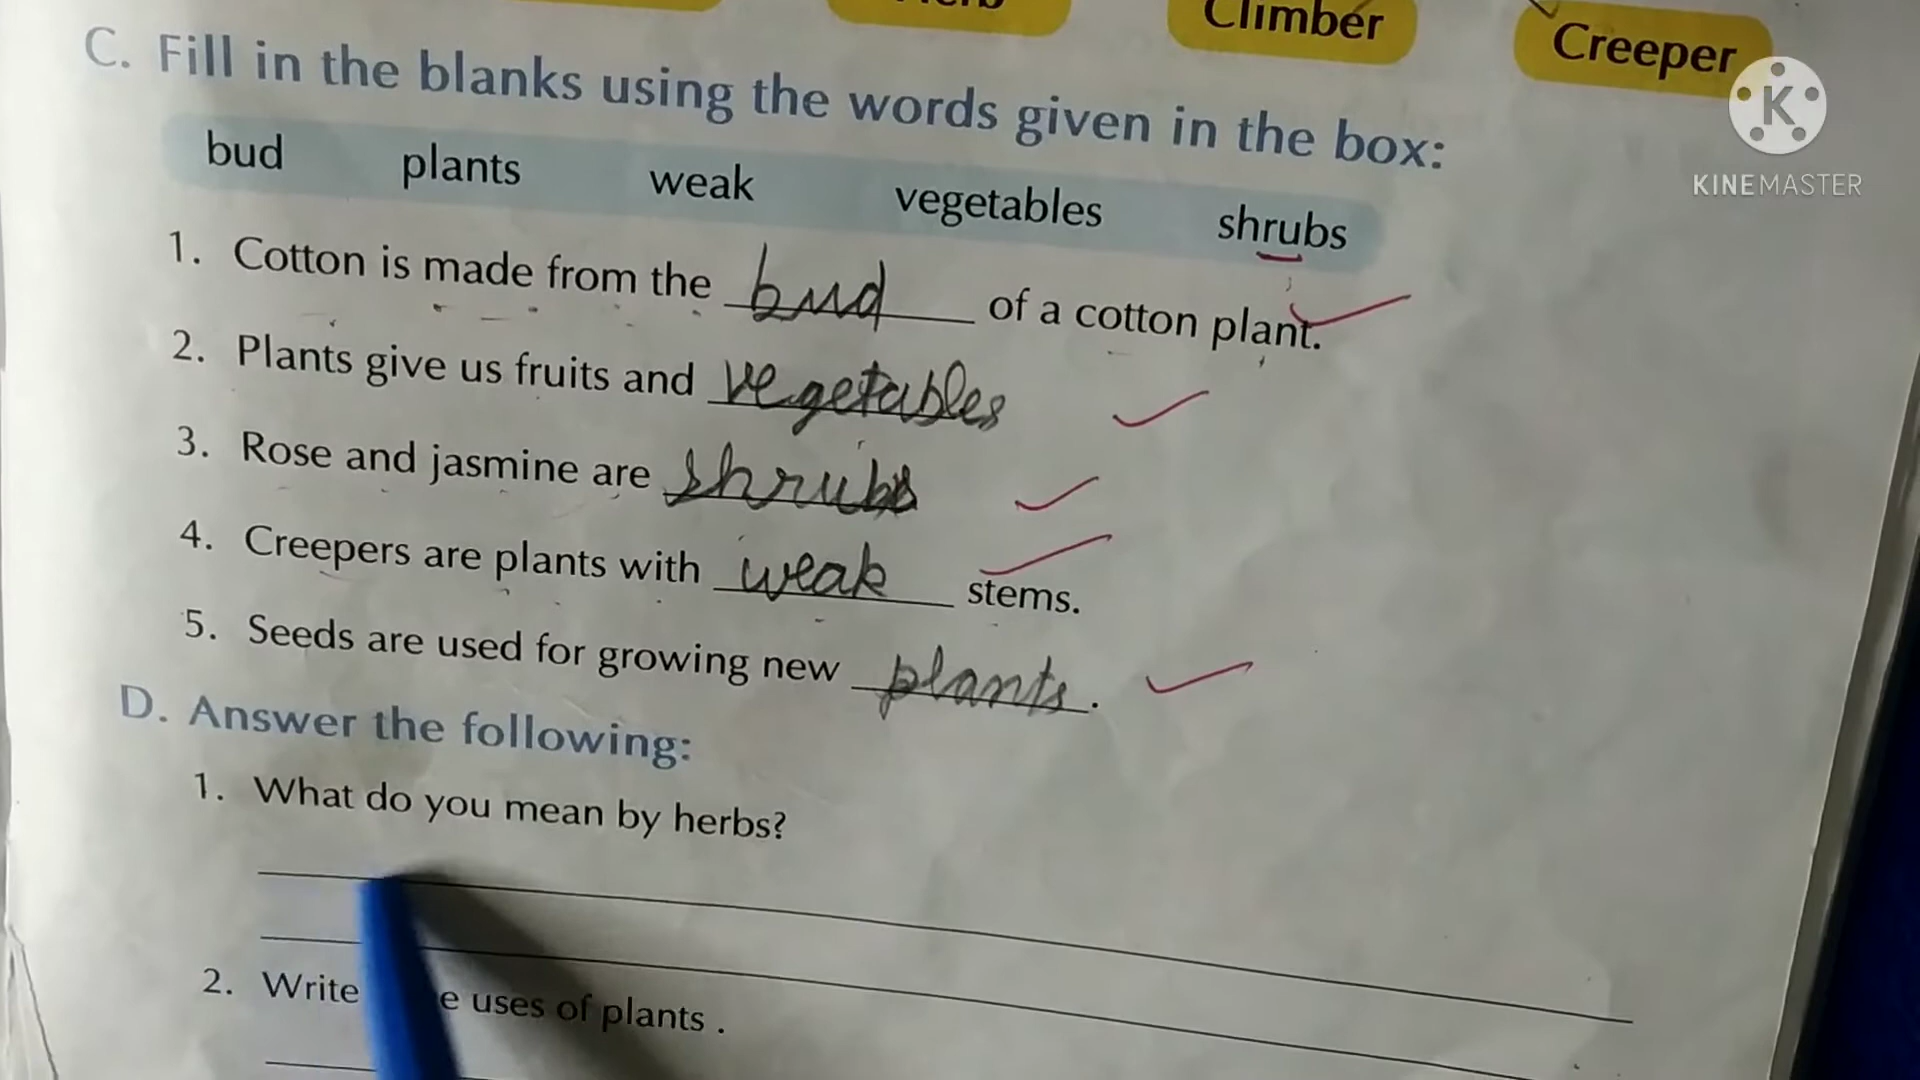 Climber
Creeper
C. Fill in the blanks using the words given in the box:
bud plants weak vegetables shrubs
1. Cotton is made from the bud of a cotton plant.
2. Plants give us fruits and vegetables
3. Rose and jasmine are shrubs
4. Creepers are plants with weak stems.
5. Seeds are used for growing new plants.
D. Answer the following:
1. What do you mean by herbs?
2. Write uses of plants .
K
KINEMASTER